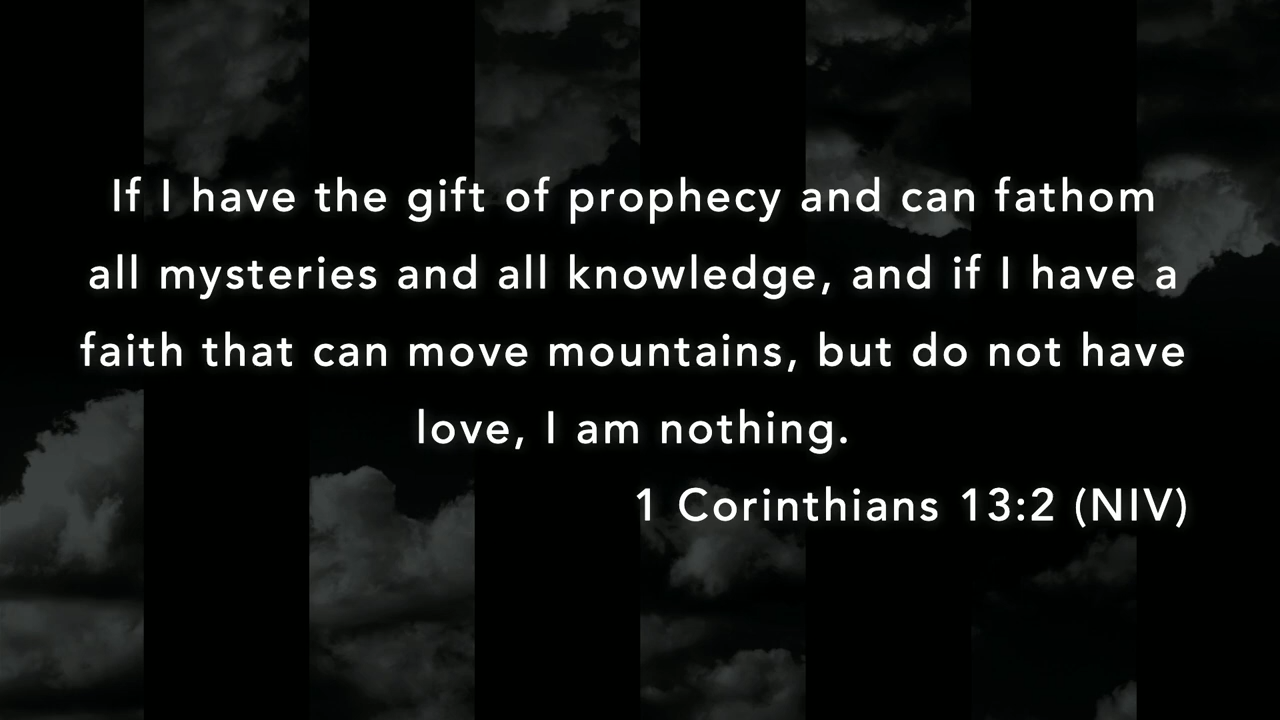 If I have the gift of prophecy and can fathom
all mysteries and all knowledge, and if I have a
faith that can move mountains, but do not have
love, I am nothing.
1 Corinthians 13:2 (NIV)